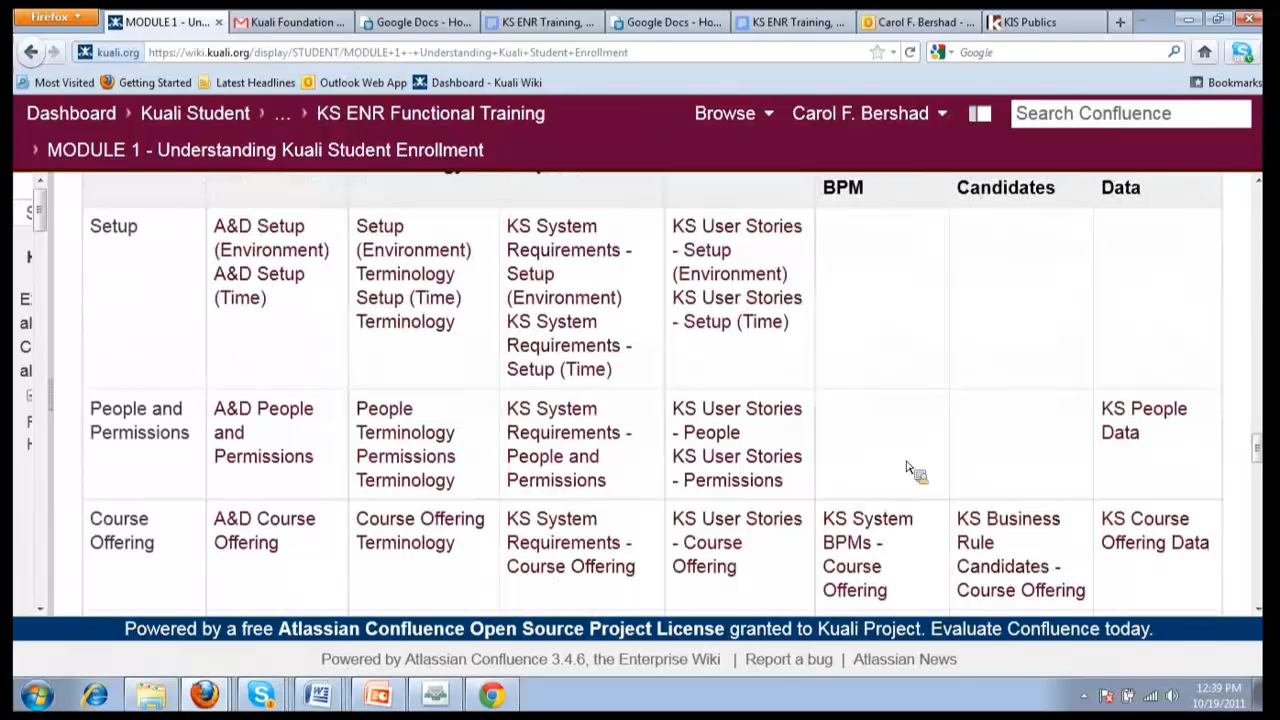 Firefox
MODULE 1 - Un...
Kuali Foundation ...
Google Docs - Ho...
KS ENR Training, ...
Google Docs - Ho...
KS ENR Training, ...
Carol F. Bershad - ...
KIS Publics
kuali.org
https://wiki.kuali.org/display/STUDENT/MODULE+1+-+Understanding+Kuali+Student+Enrollment
Google
Most Visited
Getting Started
Latest Headlines
Outlook Web App
Dashboard - Kuali Wiki
Bookmarks
Dashboard › Kuali Student › ... › KS ENR Functional Training
Browse
Carol F. Bershad
Search Confluence
› MODULE 1 - Understanding Kuali Student Enrollment
BPM
Candidates
Data
Setup
A&D Setup
(Environment)
A&D Setup
(Time)
Setup
(Environment)
Terminology
Setup (Time)
Terminology
KS System
Requirements -
Setup
(Environment)
KS System
Requirements -
Setup (Time)
KS User Stories
- Setup
(Environment)
KS User Stories
- Setup (Time)
People and
Permissions
A&D People
and
Permissions
People
Terminology
Permissions
Terminology
KS System
Requirements -
People and
Permissions
KS User Stories
- People
KS User Stories
- Permissions
KS People
Data
Course
Offering
A&D Course
Offering
Course Offering
Terminology
KS System
Requirements -
Course Offering
KS User Stories
- Course
Offering
KS System
BPMs -
Course
Offering
KS Business
Rule
Candidates -
Course Offering
KS Course
Offering Data
Powered by a free Atlassian Confluence Open Source Project License granted to Kuali Project. Evaluate Confluence today.
Powered by Atlassian Confluence 3.4.6, the Enterprise Wiki | Report a bug | Atlassian News
12:39 PM
10/19/2011